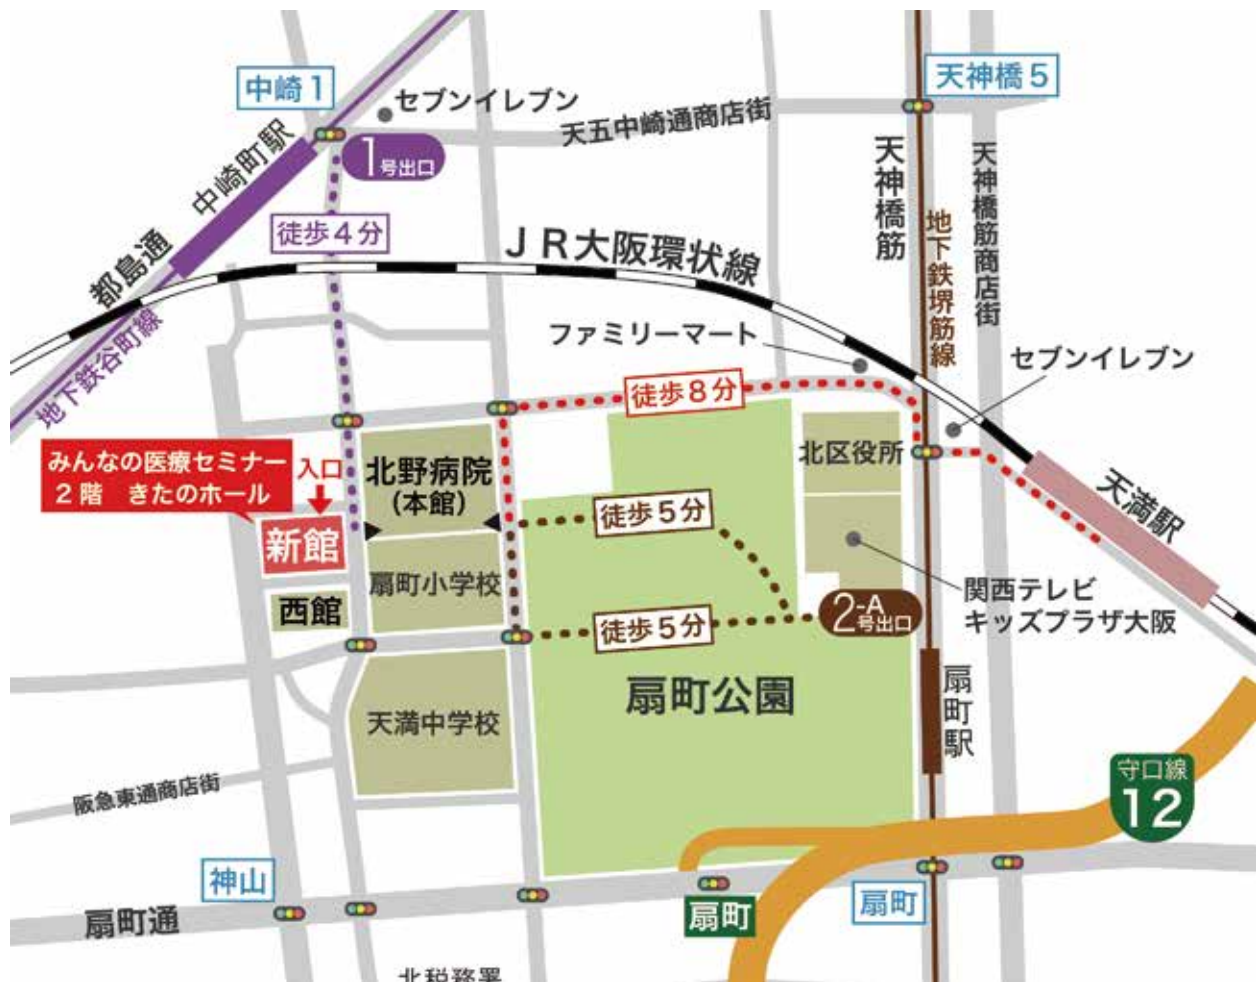 中崎1
セブンイレブン
天神橋5
天五中崎通商店街
1号出口
中崎町駅
徒歩4分
都島通
地下鉄谷町線
JR大阪環状線
天神橋筋
地下鉄堺筋線
天神橋筋商店街
ファミリーマート
セブンイレブン
徒歩8分
みんなの医療セミナー
2階 きたのホール
入口
北野病院
(本館)
北区役所
天満駅
新館
徒歩5分
扇町小学校
関西テレビ
キッズプラザ大阪
西館
徒歩5分
2-A
号出口
扇町公園
扇町駅
天満中学校
守口線
12
阪急東通商店街
神山
扇町通
扇町
扇町
北税務署